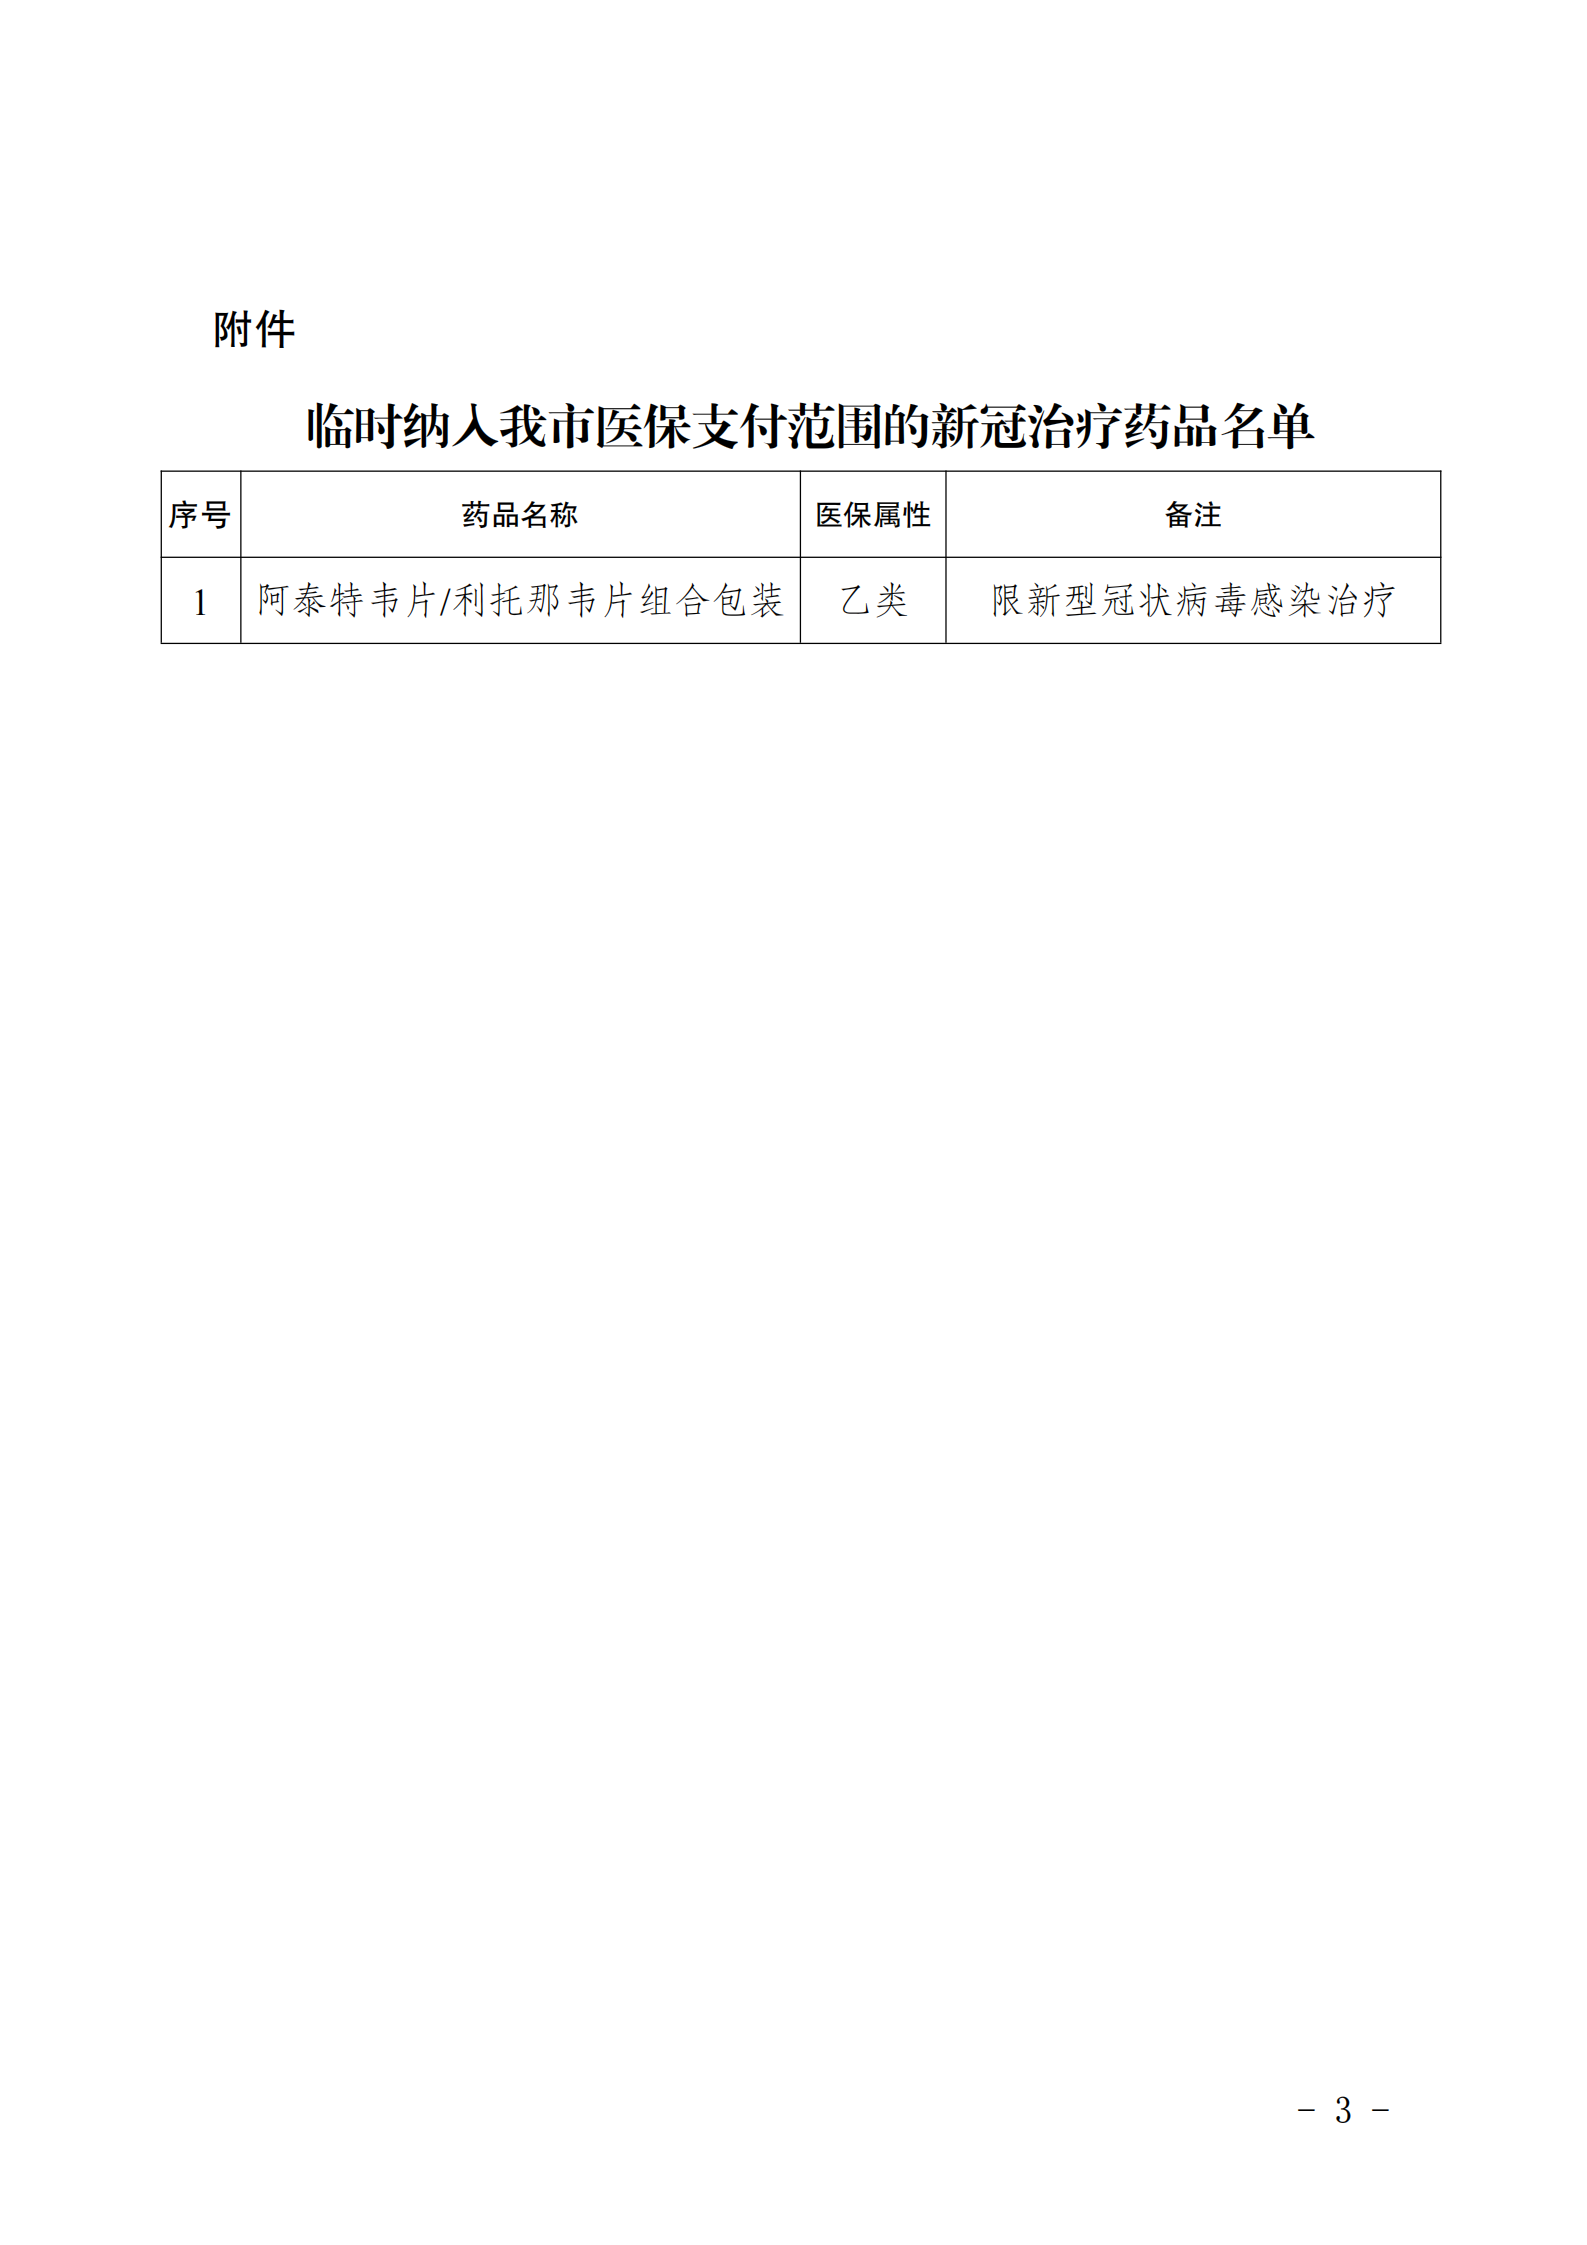 附件
临时纳入我市医保支付范围的新冠治疗药品名单
序号 药品名称 医保属性 备注
1 阿泰特韦片/利托那韦片组合包装 乙类 限新型冠状病毒感染治疗
- 3 -